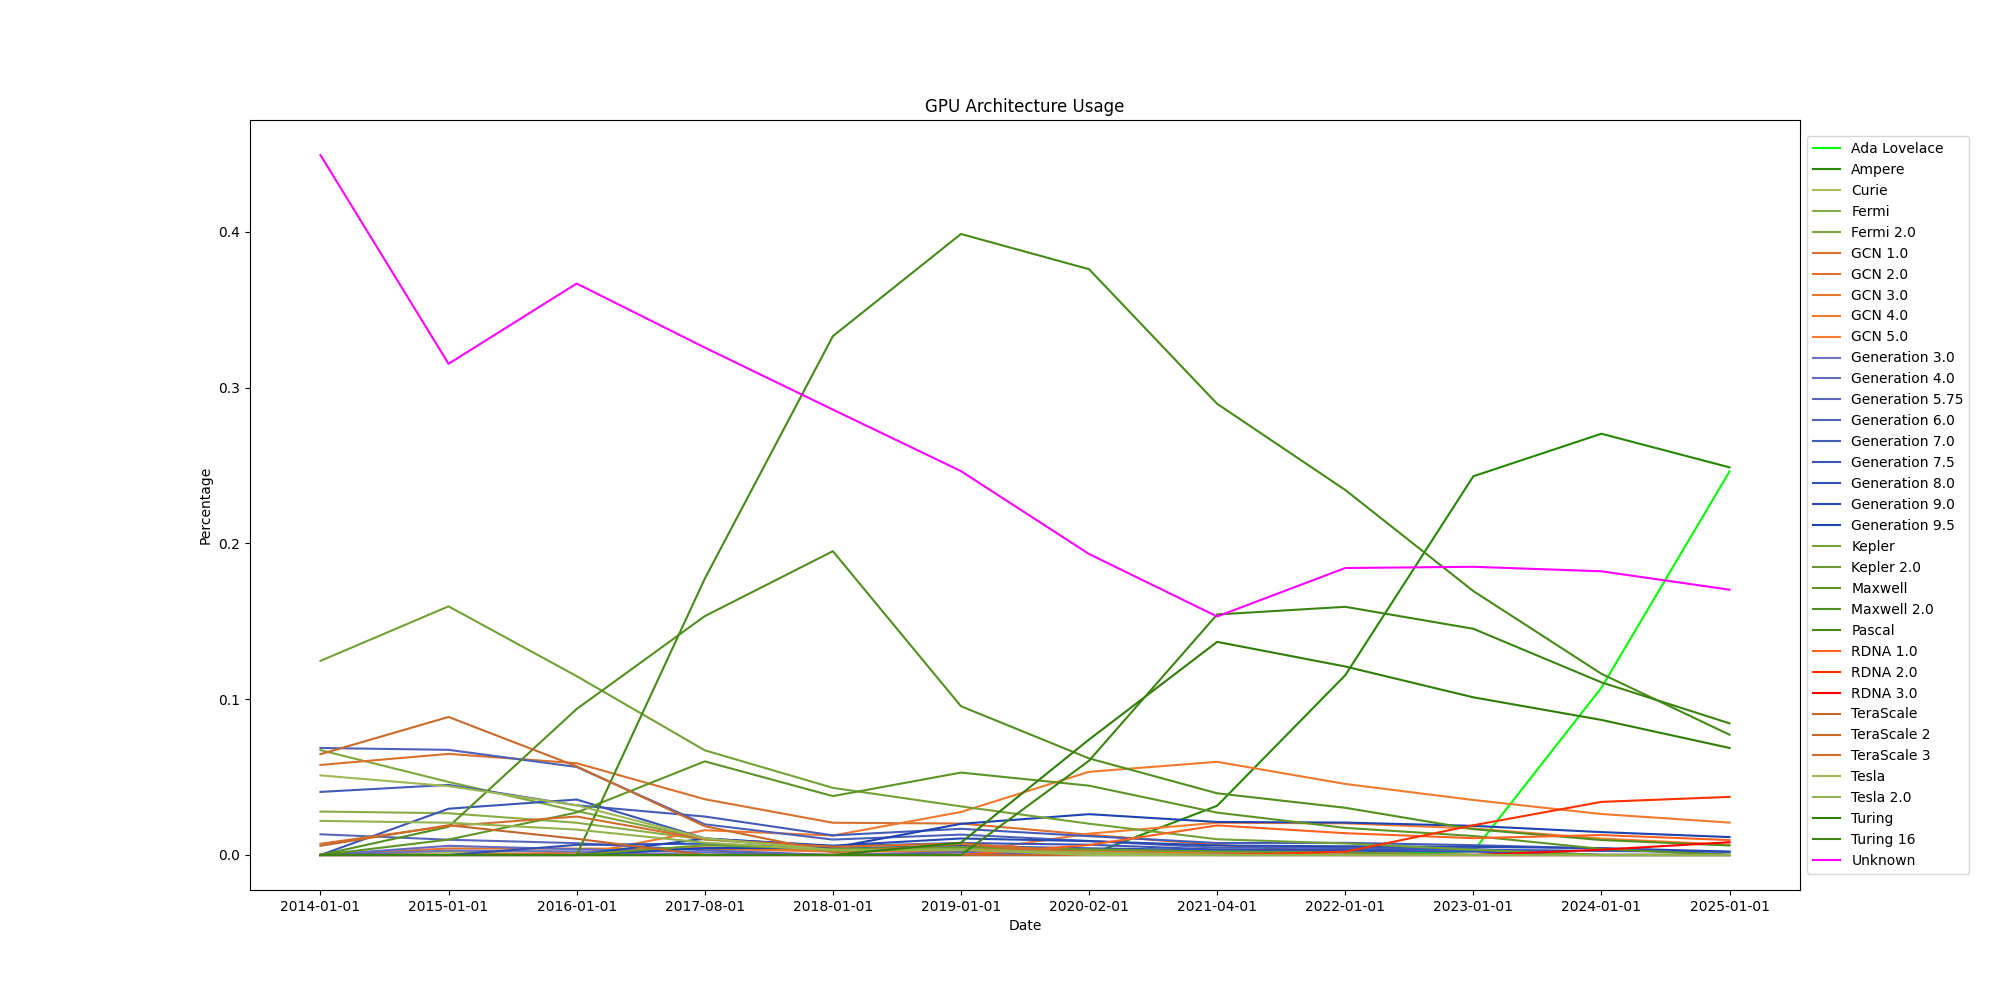 GPU Architecture Usage
0.4
0.3
0.2
0.1
0.0
Percentage
2014-01-01 2015-01-01 2016-01-01 2017-08-01 2018-01-01 2019-01-01 2020-02-01 2021-04-01 2022-01-01 2023-01-01 2024-01-01 2025-01-01
Date
Ada Lovelace
Ampere
Curie
Fermi
Fermi 2.0
GCN 1.0
GCN 2.0
GCN 3.0
GCN 4.0
GCN 5.0
Generation 3.0
Generation 4.0
Generation 5.75
Generation 6.0
Generation 7.0
Generation 7.5
Generation 8.0
Generation 9.0
Generation 9.5
Kepler
Kepler 2.0
Maxwell
Maxwell 2.0
Pascal
RDNA 1.0
RDNA 2.0
RDNA 3.0
TeraScale
TeraScale 2
TeraScale 3
Tesla
Tesla 2.0
Turing
Turing 16
Unknown